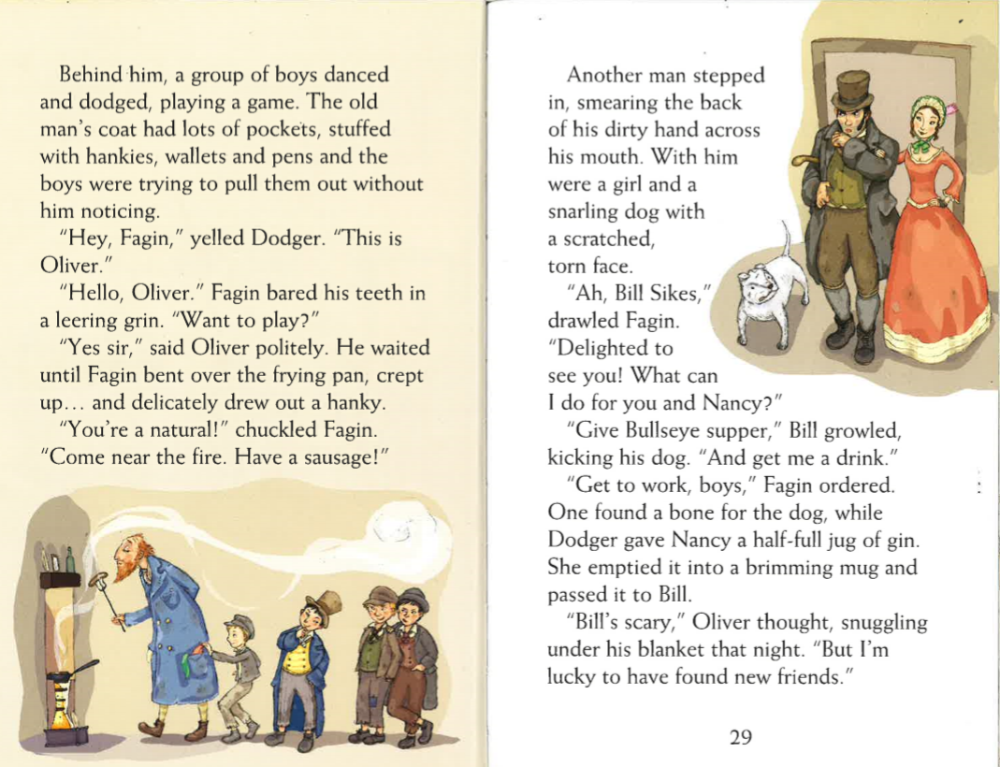 Behind him, a group of boys danced
and dodged, playing a game. The old
man's coat had lots of pockets, stuffed
with hankies, wallets and pens and the
boys were trying to pull them out without
him noticing.
"Hey, Fagin," yelled Dodger. "This is
Oliver."
"Hello, Oliver." Fagin bared his teeth in
a leering grin. "Want to play?"
"Yes sir," said Oliver politely. He waited
until Fagin bent over the frying pan, crept
up... and delicately drew out a hanky.
"You're a natural!" chuckled Fagin.
"Come near the fire. Have a sausage!"
Another man stepped
in, smearing the back
of his dirty hand across
his mouth. With him
were a girl and a
snarling dog with
a scratched,
torn face.
"Ah, Bill Sikes,"
drawled Fagin.
"Delighted to
see you! What can
I do for you and Nancy?"
"Give Bullseye supper," Bill growled,
kicking his dog. "And get me a drink."
"Get to work, boys," Fagin ordered.
One found a bone for the dog, while
Dodger gave Nancy a half-full jug of gin.
She emptied it into a brimming mug and
passed it to Bill.
"Bill's scary," Oliver thought, snuggling
under his blanket that night. "But I'm
lucky to have found new friends."
29